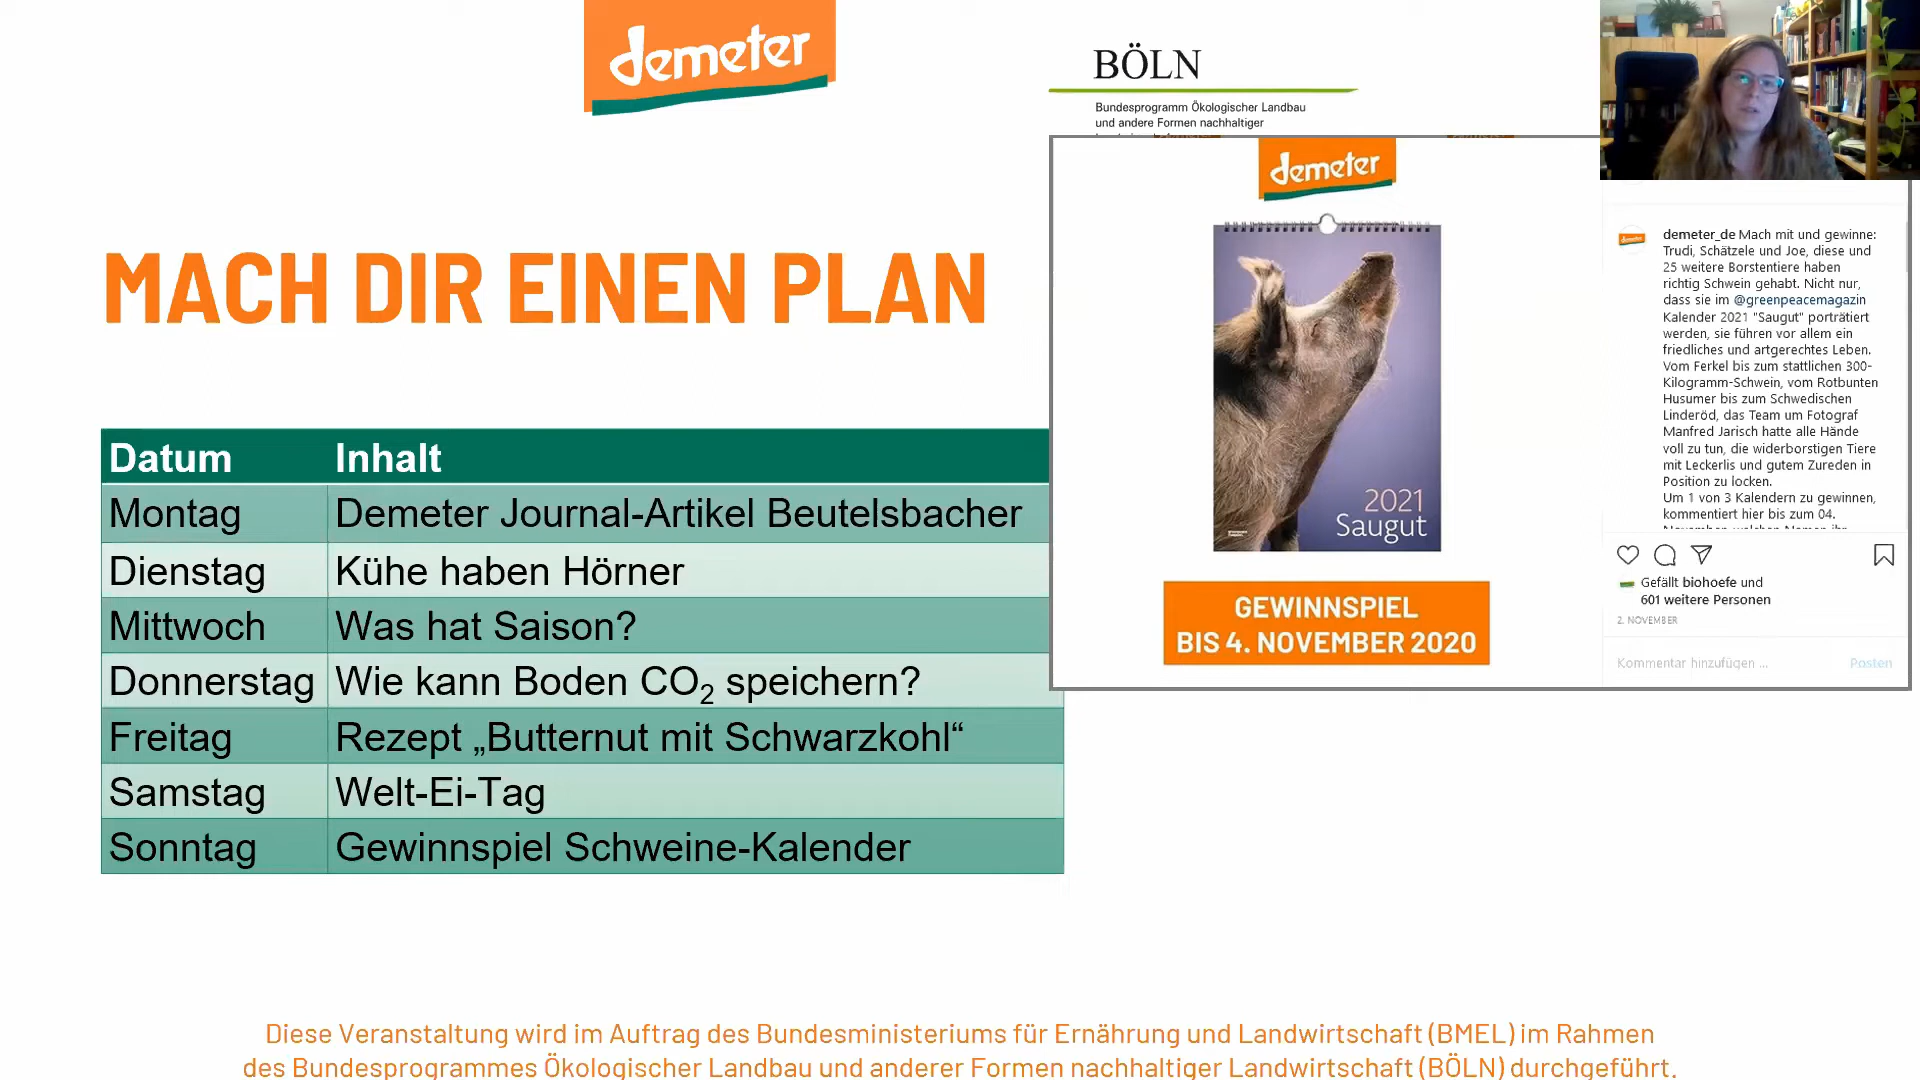 demeter
BÖLN
Bundesprogramm Ökologischer Landbau
und andere Formen nachhaltiger
MACH DIR EINEN PLAN
Datum Inhalt
Montag Demeter Journal-Artikel Beutelsbacher
Dienstag Kühe haben Hörner
Mittwoch Was hat Saison?
Donnerstag Wie kann Boden CO₂ speichern?
Freitag Rezept „Butternut mit Schwarzkohl“
Samstag Welt-Ei-Tag
Sonntag Gewinnspiel Schweine-Kalender
demeter
2021
Saugut
GEWINNSPIEL
BIS 4. NOVEMBER 2020
demeter_de Mach mit und gewinne:
Trudi, Schätzele und Joe, diese und
25 weitere Borstentiere haben
richtig Schwein gehabt. Nicht nur,
dass sie im @greenpeacemagazin
Kalender 2021 "Saugut" porträtiert
werden, sie führen vor allem ein
friedliches und artgerechtes Leben.
Vom Ferkel bis zum stattlichen 300-
Kilogramm-Schwein, vom Rotbunten
Husumer bis zum Schwedischen
Linderöd, das Team um Fotograf
Manfred Jarisch hatte alle Hände
voll zu tun, die widerborstigen Tiere
mit Leckerlis und gutem Zureden in
Position zu locken.
Um 1 von 3 Kalendern zu gewinnen,
kommentiert hier bis zum 04.
Gefällt biohoefe und
601 weitere Personen
2. NOVEMBER
Kommentar hinzufügen ... Posten
Diese Veranstaltung wird im Auftrag des Bundesministeriums für Ernährung und Landwirtschaft (BMEL) im Rahmen
des Bundesprogrammes Ökologischer Landbau und anderer Formen nachhaltiger Landwirtschaft (BÖLN) durchgeführt.